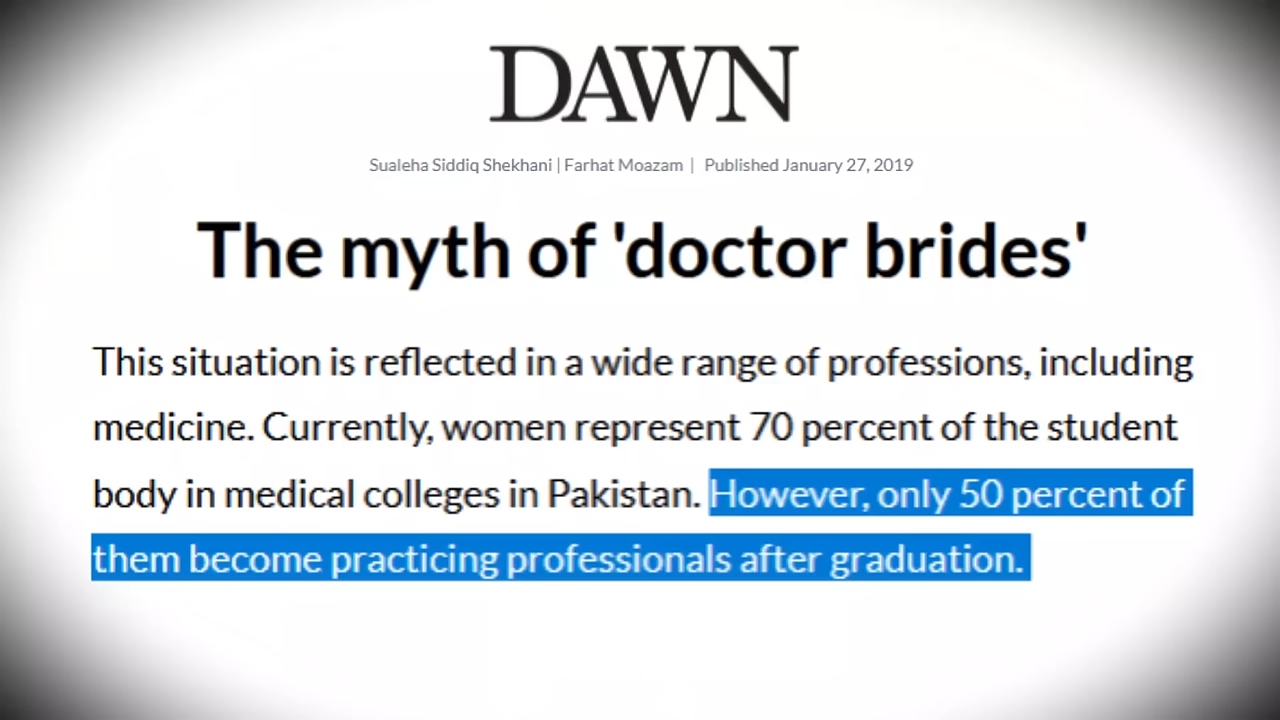 DAWN
Sualeha Siddiq Shekhani | Farhat Moazam | Published January 27, 2019
The myth of 'doctor brides'
This situation is reflected in a wide range of professions, including
medicine. Currently, women represent 70 percent of the student
body in medical colleges in Pakistan. However, only 50 percent of
them become practicing professionals after graduation.